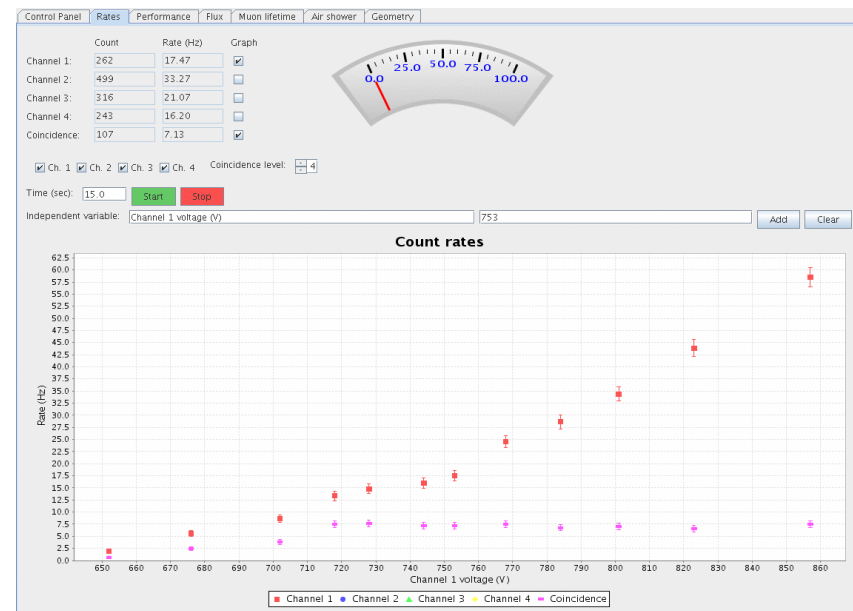 Control Panel Rates Performance Flux Muon lifetime Air shower Geometry
Count Rate (Hz) Graph
Channel 1: 262 17.47
Channel 2: 499 33.27
Channel 3: 316 21.07
Channel 4: 243 16.20
Coincidence: 107 7.13
0.0 25.0 50.0 75.0 100.0
Ch. 1 Ch. 2 Ch. 3 Ch. 4 Coincidence level: 4
Time (sec): 15.0 Start Stop
Independent variable: Channel 1 voltage (V) 753 Add Clear
Count rates
62.5
60.0
57.5
55.0
52.5
50.0
47.5
45.0
42.5
40.0
37.5
35.0
32.5
30.0
27.5
25.0
22.5
20.0
17.5
15.0
12.5
10.0
7.5
5.0
2.5
0.0
Rate (Hz)
650 660 670 680 690 700 710 720 730 740 750 760 770 780 790 800 810 820 830 840 850 860
Channel 1 voltage (V)
Channel 1 Channel 2 Channel 3 Channel 4 Coincidence